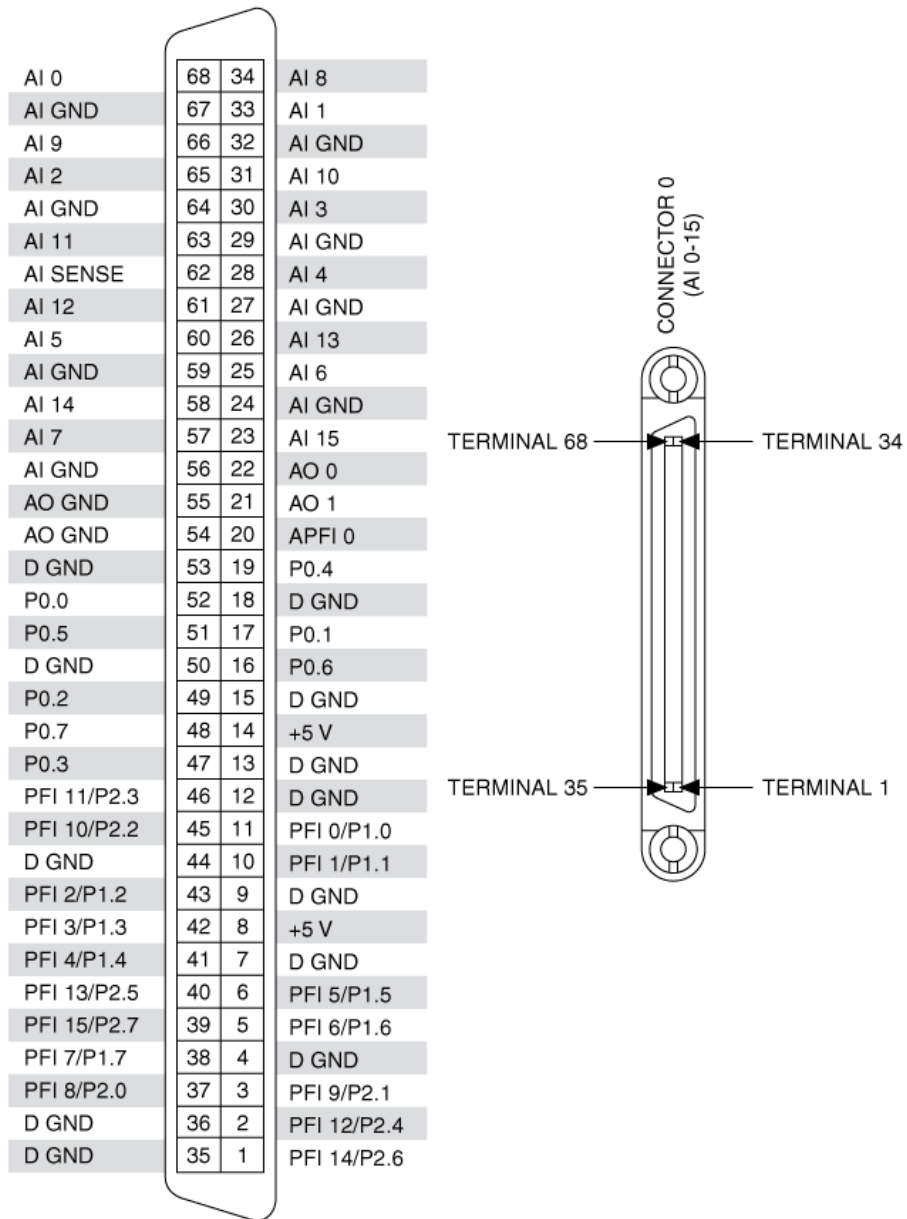 AI 0 68 34 AI 8
AI GND 67 33 AI 1
AI 9 66 32 AI GND
AI 2 65 31 AI 10
AI GND 64 30 AI 3
AI 11 63 29 AI GND
AI SENSE 62 28 AI 4
AI 12 61 27 AI GND
AI 5 60 26 AI 13
AI GND 59 25 AI 6
AI 14 58 24 AI GND
AI 7 57 23 AI 15
AI GND 56 22 AO 0
AO GND 55 21 AO 1
AO GND 54 20 APFI 0
D GND 53 19 P0.4
P0.0 52 18 D GND
P0.5 51 17 P0.1
D GND 50 16 P0.6
P0.2 49 15 D GND
P0.7 48 14 +5 V
P0.3 47 13 D GND
PFI 11/P2.3 46 12 D GND
PFI 10/P2.2 45 11 PFI 0/P1.0
D GND 44 10 PFI 1/P1.1
PFI 2/P1.2 43 9 D GND
PFI 3/P1.3 42 8 +5 V
PFI 4/P1.4 41 7 D GND
PFI 13/P2.5 40 6 PFI 5/P1.5
PFI 15/P2.7 39 5 PFI 6/P1.6
PFI 7/P1.7 38 4 D GND
PFI 8/P2.0 37 3 PFI 9/P2.1
D GND 36 2 PFI 12/P2.4
D GND 35 1 PFI 14/P2.6
CONNECTOR 0
(AI 0-15)
TERMINAL 68 TERMINAL 34
TERMINAL 35 TERMINAL 1